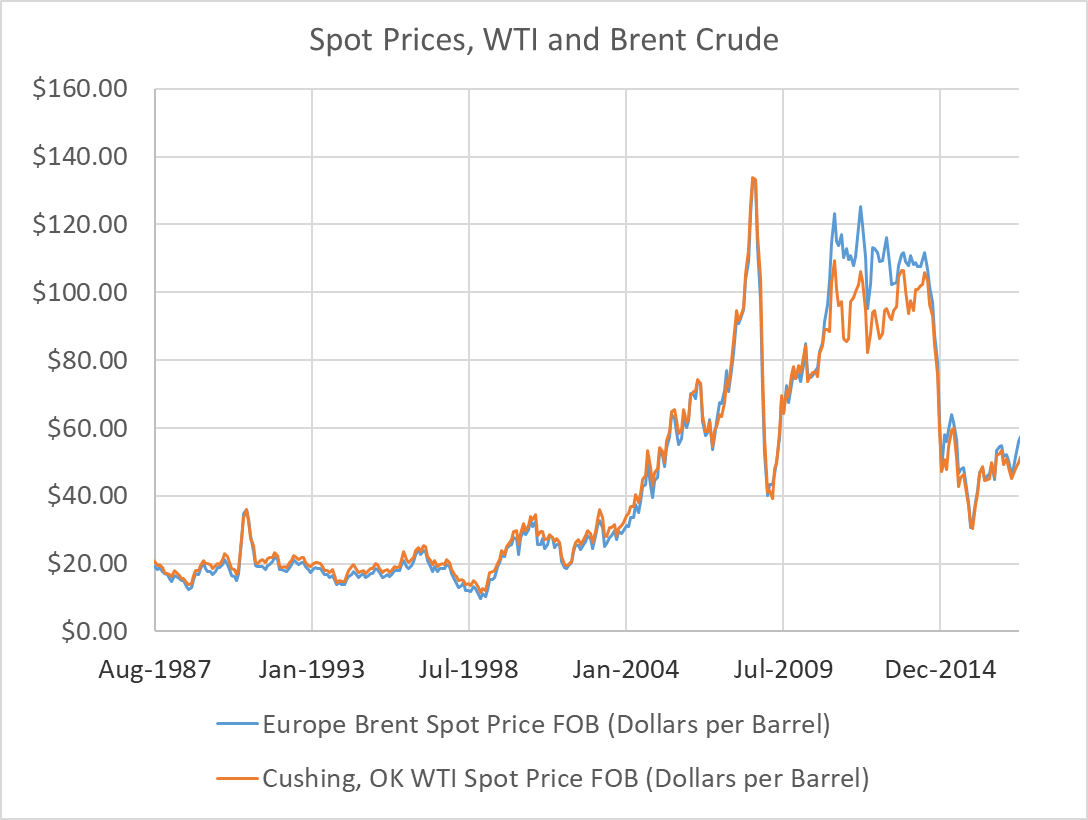 Spot Prices, WTI and Brent Crude
$160.00
$140.00
$120.00
$100.00
$80.00
$60.00
$40.00
$20.00
$0.00
Aug-1987 Jan-1993 Jul-1998 Jan-2004 Jul-2009 Dec-2014
Europe Brent Spot Price FOB (Dollars per Barrel)
Cushing, OK WTI Spot Price FOB (Dollars per Barrel)